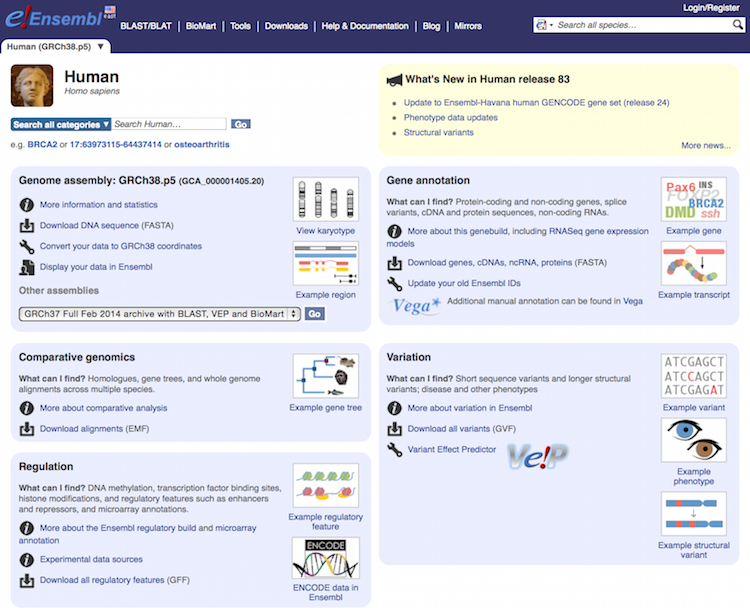 e!Ensembl east
Login/Register
BLAST/BLAT | BioMart | Tools | Downloads | Help & Documentation | Blog | Mirrors
Search all species...
Human (GRCh38.p5) ▼
Human
Homo sapiens
Search all categories ▼ Search Human... Go
e.g. BRCA2 or 17:63973115-64437414 or osteoarthritis
What's New in Human release 83
Update to Ensembl-Havana human GENCODE gene set (release 24)
Phenotype data updates
Structural variants
More news...
Genome assembly: GRCh38.p5 (GCA_000001405.20)
More information and statistics
Download DNA sequence (FASTA)
Convert your data to GRCh38 coordinates
Display your data in Ensembl
Other assemblies
GRCh37 Full Feb 2014 archive with BLAST, VEP and BioMart Go
View karyotype
Example region
Gene annotation
What can I find? Protein-coding and non-coding genes, splice
variants, cDNA and protein sequences, non-coding RNAs.
More about this genebuild, including RNASeq gene expression
models
Download genes, cDNAs, ncRNA, proteins (FASTA)
Update your old Ensembl IDs
Vega Additional manual annotation can be found in Vega
Pax6 INS
FOXP2
BRCA2
DMD ssh
Example gene
Example transcript
Comparative genomics
What can I find? Homologues, gene trees, and whole genome
alignments across multiple species.
More about comparative analysis
Download alignments (EMF)
Example gene tree
Variation
What can I find? Short sequence variants and longer structural
variants; disease and other phenotypes
More about variation in Ensembl
Download all variants (GVF)
Variant Effect Predictor Ve!P
ATCGAGCT
ATCCAGCT
ATCGAGAT
Example variant
Example
phenotype
Example structural
variant
Regulation
What can I find? DNA methylation, transcription factor binding sites,
histone modifications, and regulatory features such as enhancers
and repressors, and microarray annotations.
More about the Ensembl regulatory build and microarray
annotation
Experimental data sources
Download all regulatory features (GFF)
Example regulatory
feature
ENCODE
ENCODE data in
Ensembl